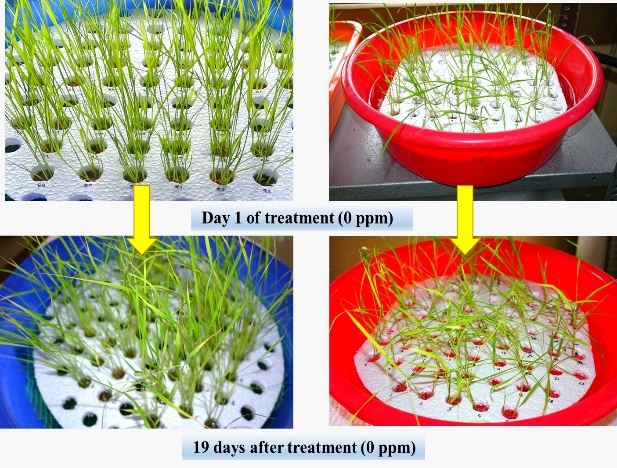 Day 1 of treatment (0 ppm)
19 days after treatment (0 ppm)